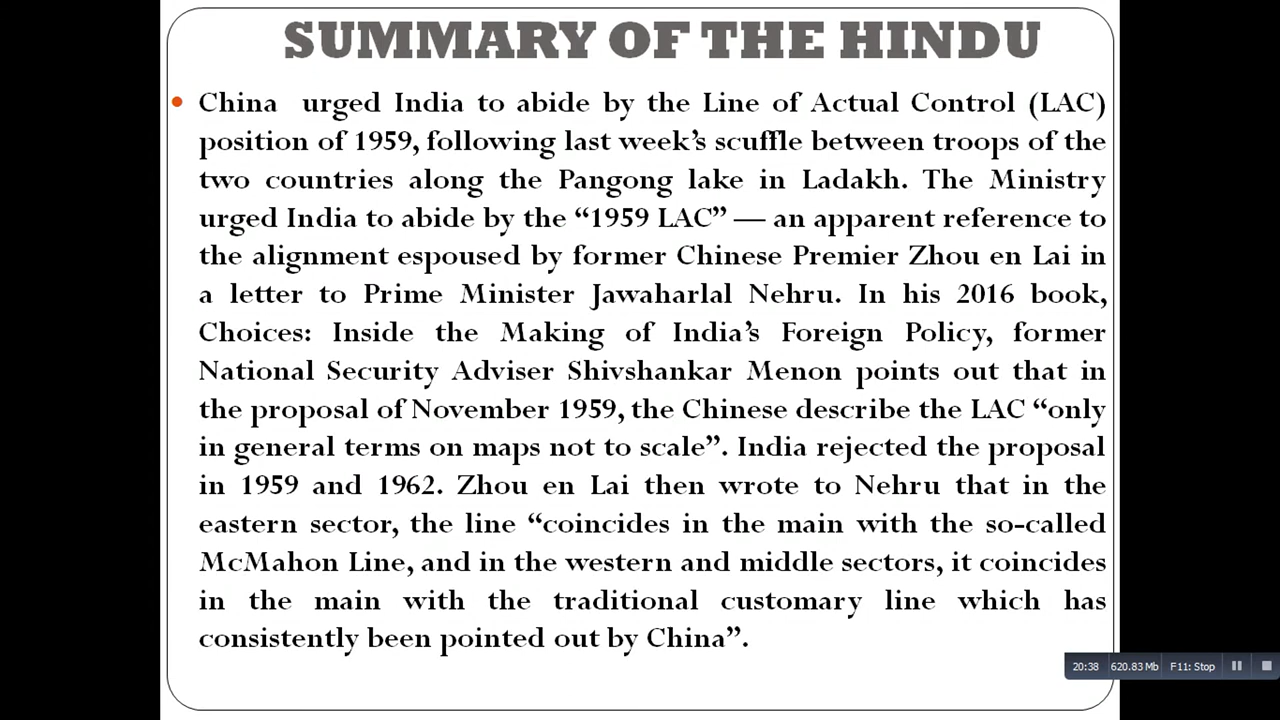 SUMMARY OF THE HINDU
• China urged India to abide by the Line of Actual Control (LAC)
position of 1959, following last week’s scuffle between troops of the
two countries along the Pangong lake in Ladakh. The Ministry
urged India to abide by the “1959 LAC” — an apparent reference to
the alignment espoused by former Chinese Premier Zhou en Lai in
a letter to Prime Minister Jawaharlal Nehru. In his 2016 book,
Choices: Inside the Making of India’s Foreign Policy, former
National Security Adviser Shivshankar Menon points out that in
the proposal of November 1959, the Chinese describe the LAC “only
in general terms on maps not to scale”. India rejected the proposal
in 1959 and 1962. Zhou en Lai then wrote to Nehru that in the
eastern sector, the line “coincides in the main with the so-called
McMahon Line, and in the western and middle sectors, it coincides
in the main with the traditional customary line which has
consistently been pointed out by China”.
20:38 620.83 Mb F11: Stop